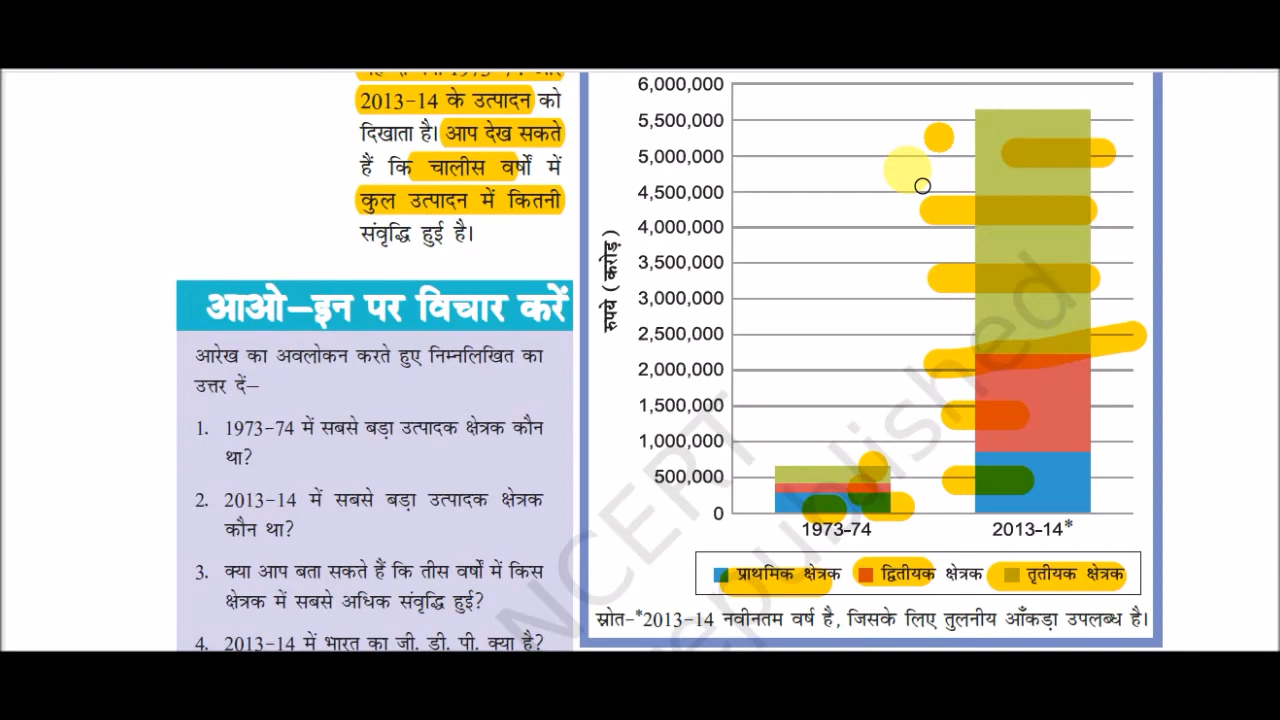 2013-14 के उत्पादन को
दिखाता है। आप देख सकते
हैं कि चालीस वर्षों में
कुल उत्पादन में कितनी
संवृद्धि हुई है।
आओ–इन पर विचार करें
आरेख का अवलोकन करते हुए निम्नलिखित का
उत्तर दें–
1. 1973-74 में सबसे बड़ा उत्पादक क्षेत्रक कौन
था?
2. 2013-14 में सबसे बड़ा उत्पादक क्षेत्रक
कौन था?
3. क्या आप बता सकते हैं कि तीस वर्षों में किस
क्षेत्रक में सबसे अधिक संवृद्धि हुई?
4. 2013-14 में भारत का जी. डी. पी. क्या है?
रुपये ( करोड़ )
6,000,000
5,500,000
5,000,000
4,500,000
4,000,000
3,500,000
3,000,000
2,500,000
2,000,000
1,500,000
1,000,000
500,000
0
1973-74 2013-14*
प्राथमिक क्षेत्रक द्वितीयक क्षेत्रक तृतीयक क्षेत्रक
स्रोत-*2013-14 नवीनतम वर्ष है, जिसके लिए तुलनीय आँकड़ा उपलब्ध है।
NCERT
republished